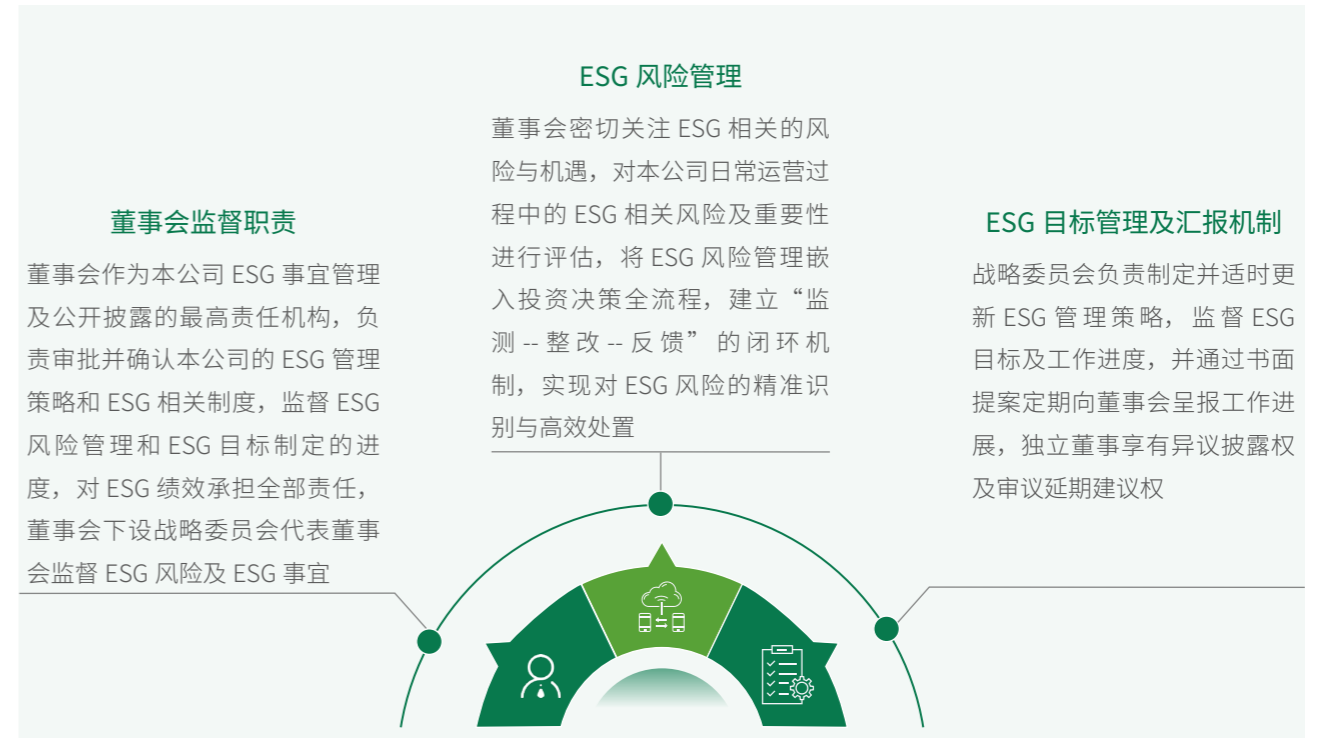 董事会监督职责
董事会作为本公司 ESG 事宜管理
及公开披露的最高责任机构，负
责审批并确认本公司的 ESG 管理
策略和 ESG 相关制度，监督 ESG
风险管理和 ESG 目标制定的进
度，对 ESG 绩效承担全部责任，
董事会下设战略委员会代表董事
会监督 ESG 风险及 ESG 事宜
ESG 风险管理
董事会密切关注 ESG 相关的风
险与机遇，对本公司日常运营过
程中的 ESG 相关风险及重要性
进行评估，将 ESG 风险管理嵌
入投资决策全流程，建立“监
测 -- 整改 -- 反馈”的闭环机
制，实现对 ESG 风险的精准识
别与高效处置
ESG 目标管理及汇报机制
战略委员会负责制定并适时更
新 ESG 管理策略，监督 ESG
目标及工作进度，并通过书面
提案定期向董事会呈报工作进
展，独立董事享有异议披露权
及审议延期建议权